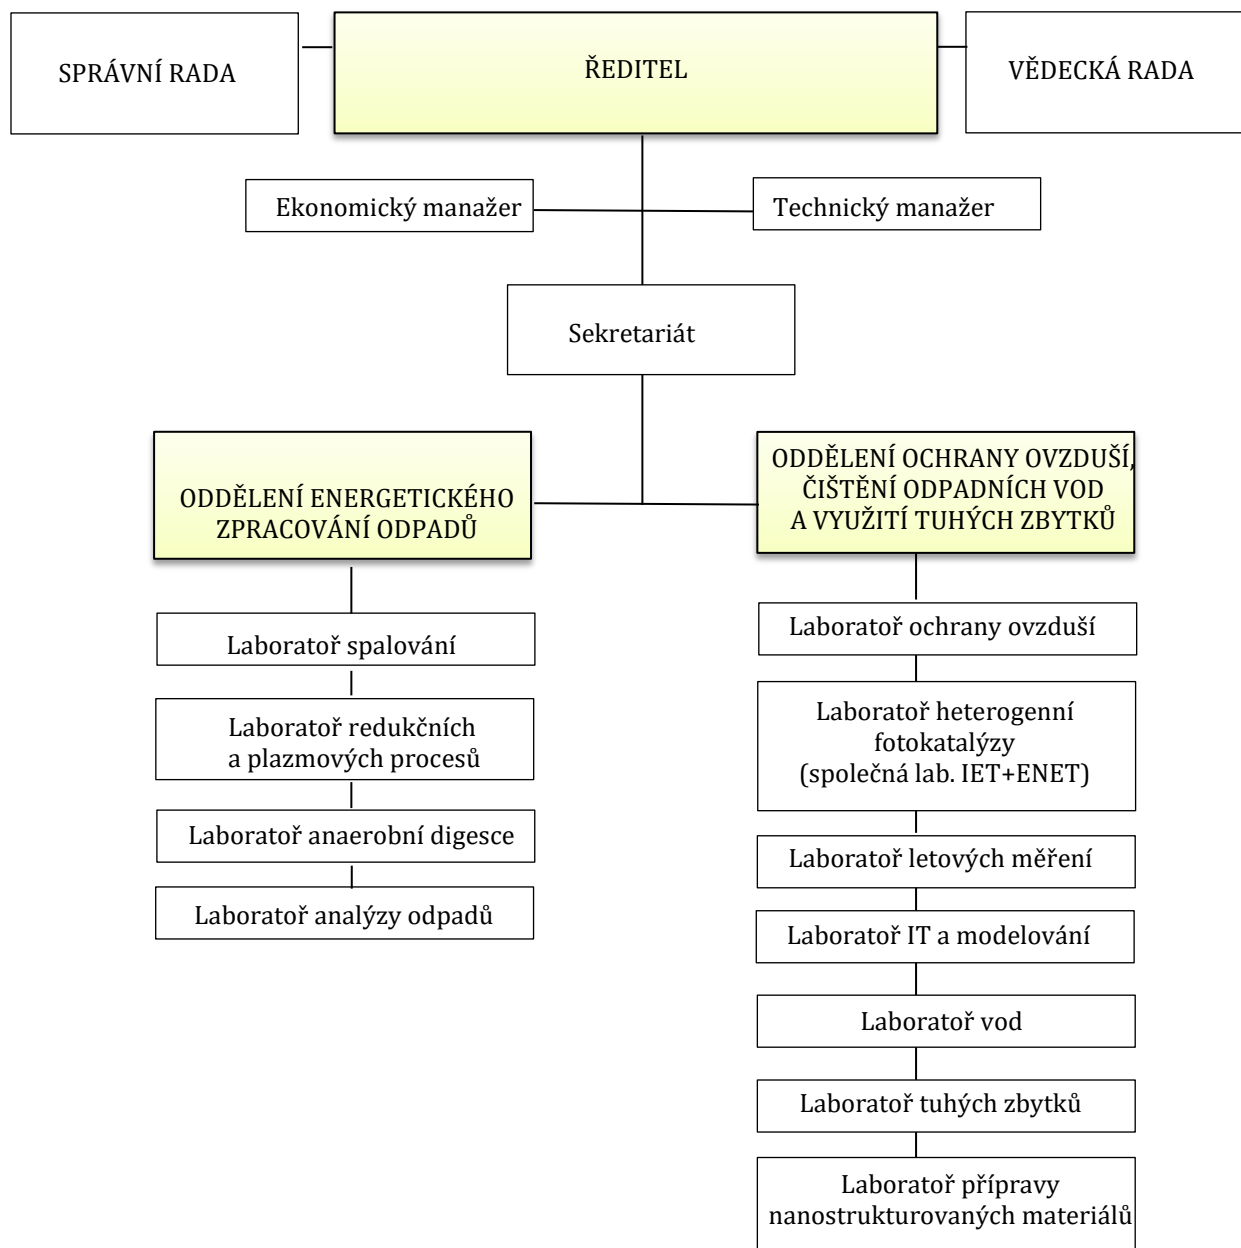 SPRÁVNÍ RADA
ŘEDITEL
VĚDECKÁ RADA
Ekonomický manažer
Technický manažer
Sekretariát
ODDĚLENÍ ENERGETICKÉHO
ZPRACOVÁNÍ ODPADŮ
Laboratoř spalování
Laboratoř redukčních
a plazmových procesů
Laboratoř anaerobní digesce
Laboratoř analýzy odpadů
ODDĚLENÍ OCHRANY OVZDUŠÍ,
ČIŠTĚNÍ ODPADNÍCH VOD
A VYUŽITÍ TUHÝCH ZBYTKŮ
Laboratoř ochrany ovzduší
Laboratoř heterogenní
fotokatalýzy
(společná lab. IET+ENET)
Laboratoř letových měření
Laboratoř IT a modelování
Laboratoř vod
Laboratoř tuhých zbytků
Laboratoř přípravy
nanostrukturovaných materiálů